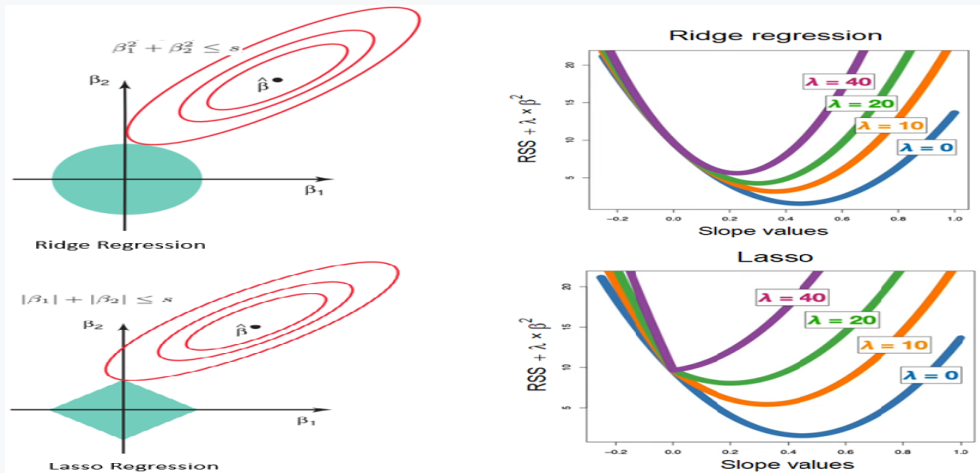 β₁² + β₂² ≤ s
β₂
β̂
β₁
Ridge Regression
|β₁| + |β₂| ≤ s
β₂
β̂
β₁
Lasso Regression
Ridge regression
RSS + λ × β²
20
15
10
5
λ = 40
λ = 20
λ = 10
λ = 0
-0.2 0.0 0.2 0.4 0.6 0.8 1.0
Slope values
Lasso
RSS + λ × β²
20
15
10
5
λ = 40
λ = 20
λ = 10
λ = 0
-0.2 0.0 0.2 0.4 0.6 0.8 1.0
Slope values